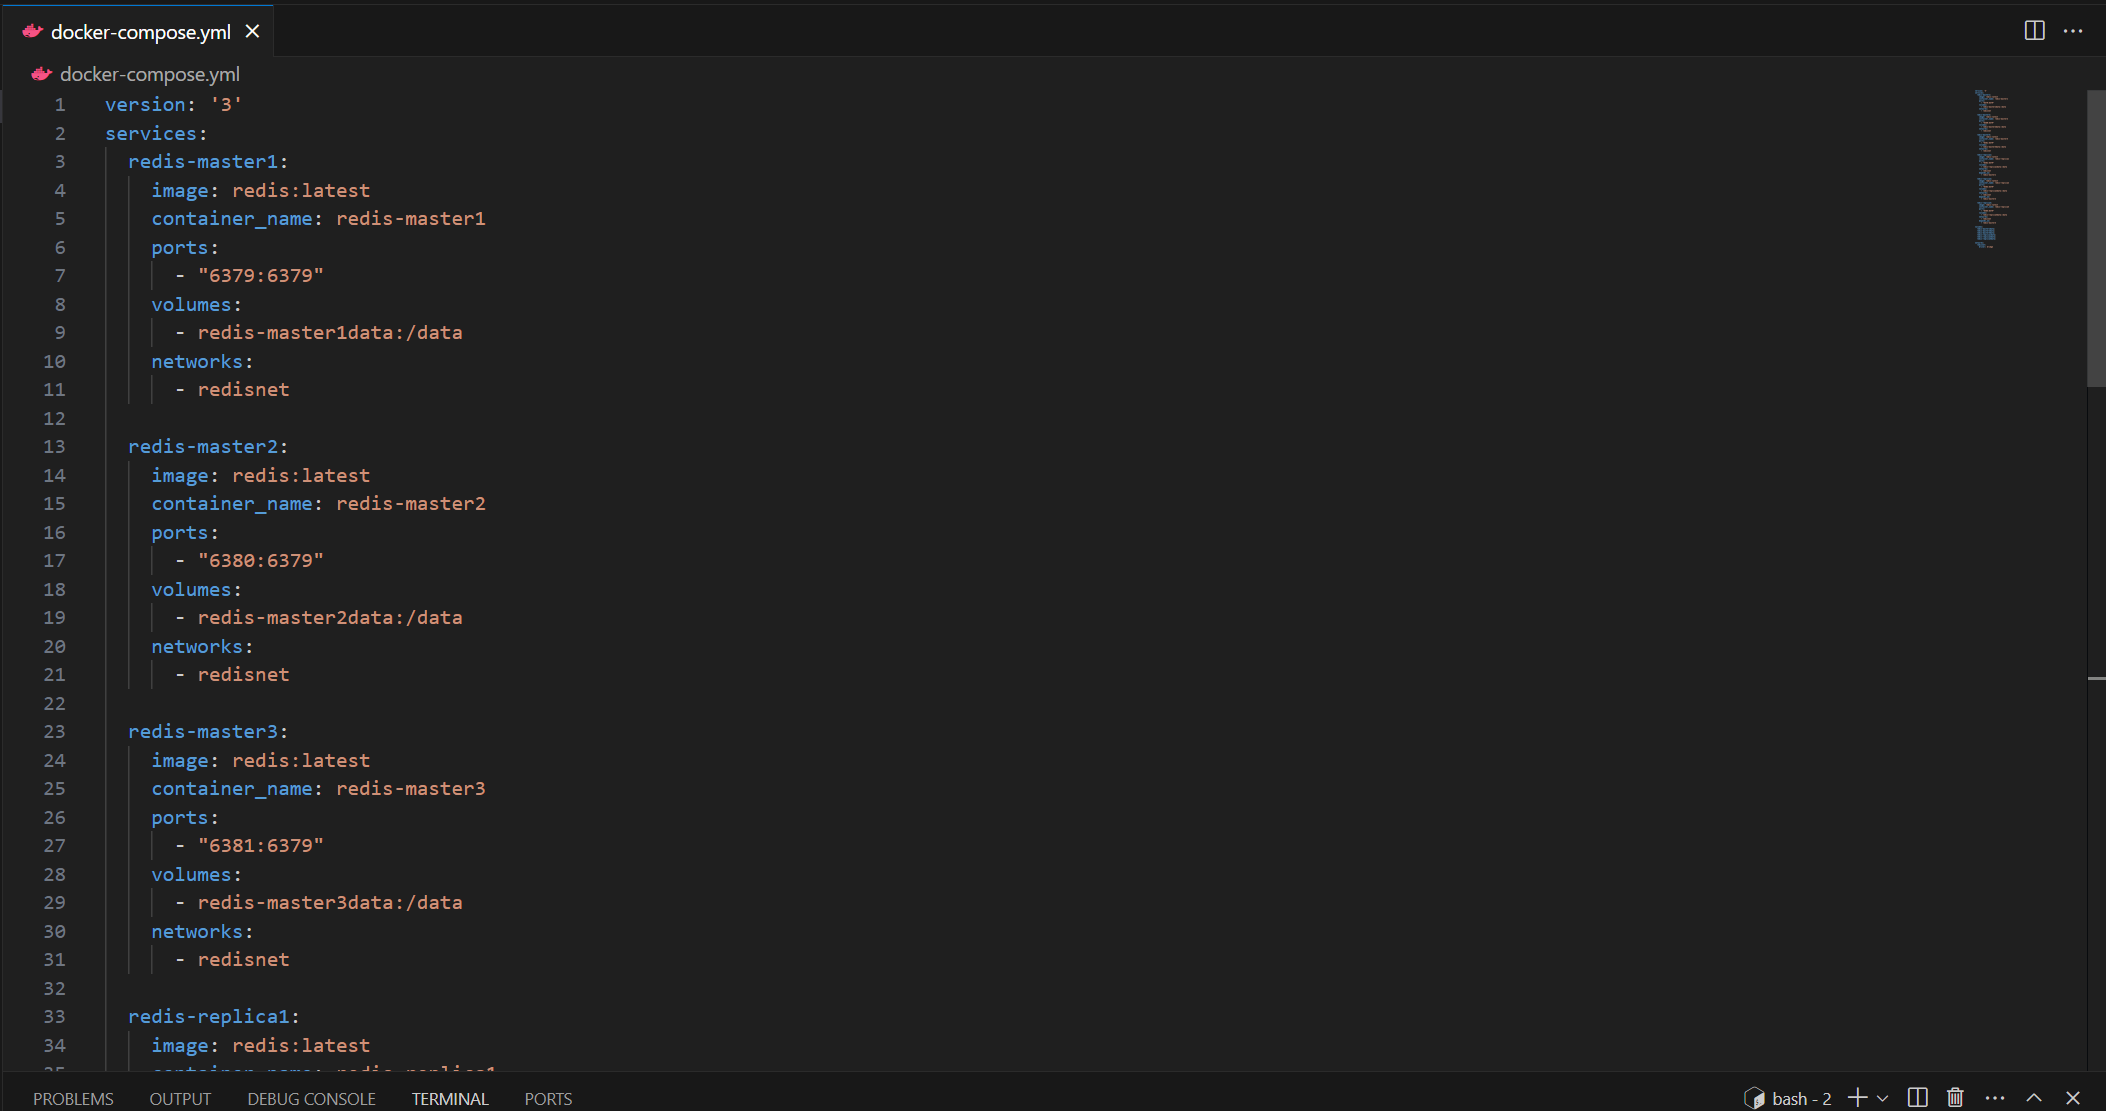 docker-compose.yml
docker-compose.yml
1 version: '3'
2 services:
3   redis-master1:
4     image: redis:latest
5     container_name: redis-master1
6     ports:
7       - "6379:6379"
8     volumes:
9       - redis-master1data:/data
10     networks:
11       - redisnet
12
13   redis-master2:
14     image: redis:latest
15     container_name: redis-master2
16     ports:
17       - "6380:6379"
18     volumes:
19       - redis-master2data:/data
20     networks:
21       - redisnet
22
23   redis-master3:
24     image: redis:latest
25     container_name: redis-master3
26     ports:
27       - "6381:6379"
28     volumes:
29       - redis-master3data:/data
30     networks:
31       - redisnet
32
33   redis-replica1:
34     image: redis:latest
35     container_name: redis-replica1
PROBLEMS OUTPUT DEBUG CONSOLE TERMINAL PORTS bash - 2